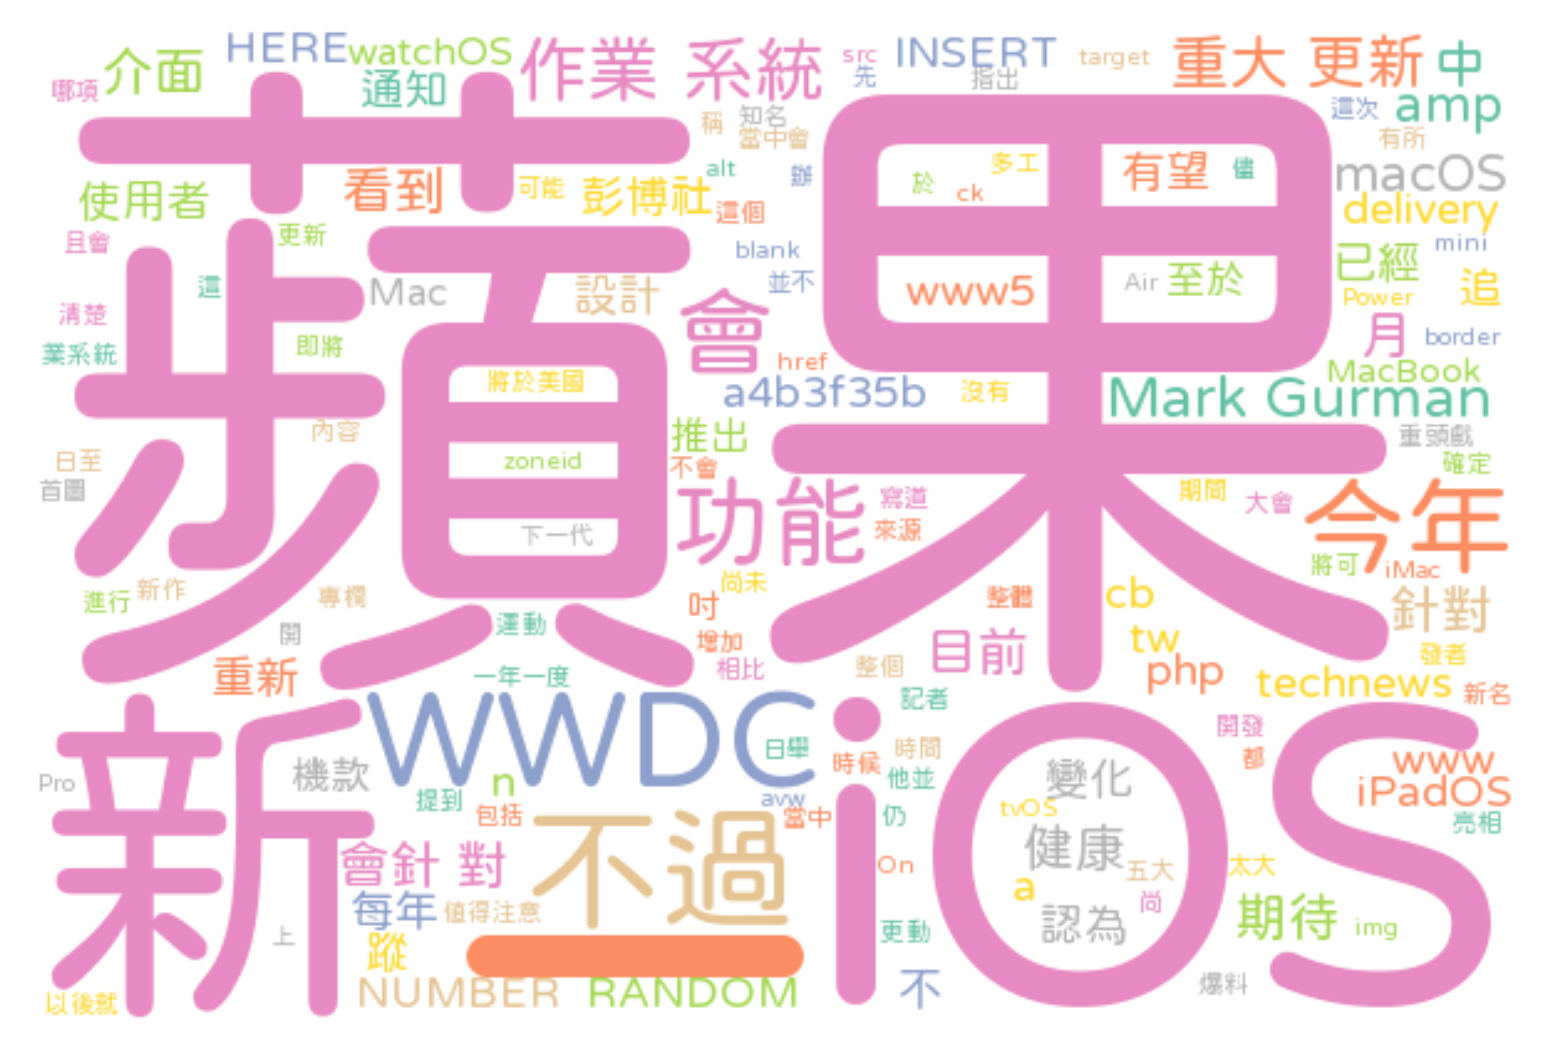 HERE watchOS 作業 系統 src INSERT target 重大 更新 中
哪項 介面 通知 先 指出 這次 amp
稱 知名 當中會 有所
使用者 看到 可能 彭博社 alt 辦 於 多工 ck 有望 儘 macOS
這個 delivery
且會 更新 blank 已經 mini
蘋果
這 Mac 設計 並不 www5 Air 至於 Power 追
清楚 會 月 border
業系統 即將 href MacBook
將於美國 a4b3f35b 沒有 Mark Gurman
內容 推出 重頭戲
日至 zoneid 不會 確定
首圖 功能 寫道 期間 大會 今年
下一代 來源
進行 新作 專欄 尚未 將可 iMac
吋 整體 cb 針對
開 運動 增加 目前 tw 發者
重新 一年一度 相比 整個 php technews 新名
新 WWDC iOS
記者 開發
日舉 時候 時間 都 www
Pro 機款 n 他並 變化 iPadOS
提到 avw tvOS
包括 當中 仍 亮相
會針 對 不過 On 健康 五大 太大
每年 值得注意 a 尚 期待 img
上 蹤 更動 認為
一
以後就 NUMBER RANDOM 不 爆料